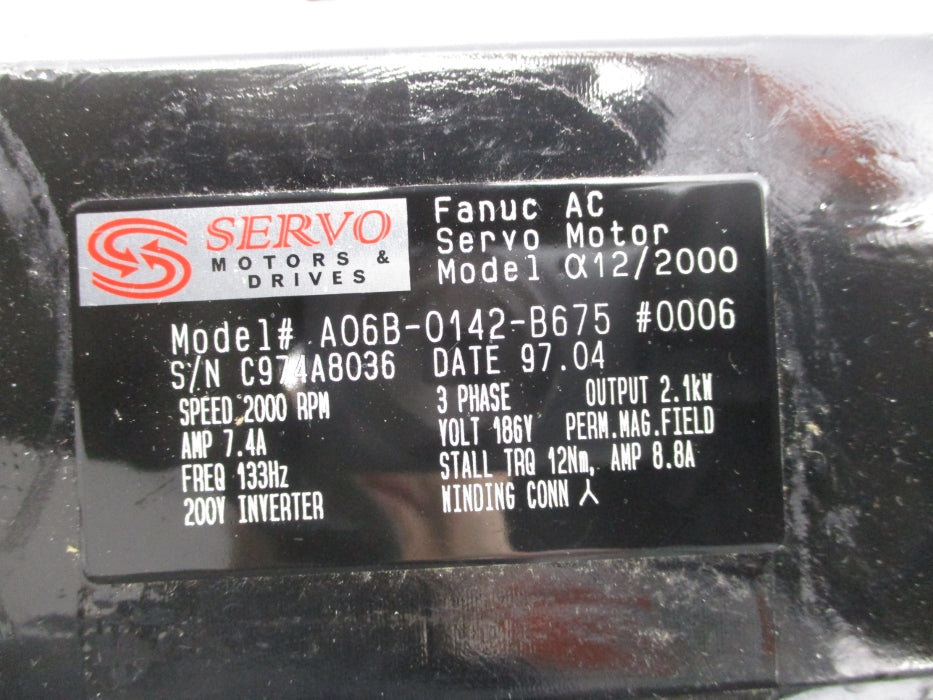 SERVO
MOTORS &
DRIVES
Fanuc AC
Servo Motor
Model α12/2000
Model# A06B-0142-B675 #0006
S/N C974A8036 DATE 97.04
SPEED 2000 RPM
AMP 7.4A
FREQ 133Hz
200V INVERTER
3 PHASE OUTPUT 2.1kW
VOLT 186V PERM.MAG.FIELD
STALL TRQ 12Nm, AMP 8.8A
WINDING CONN